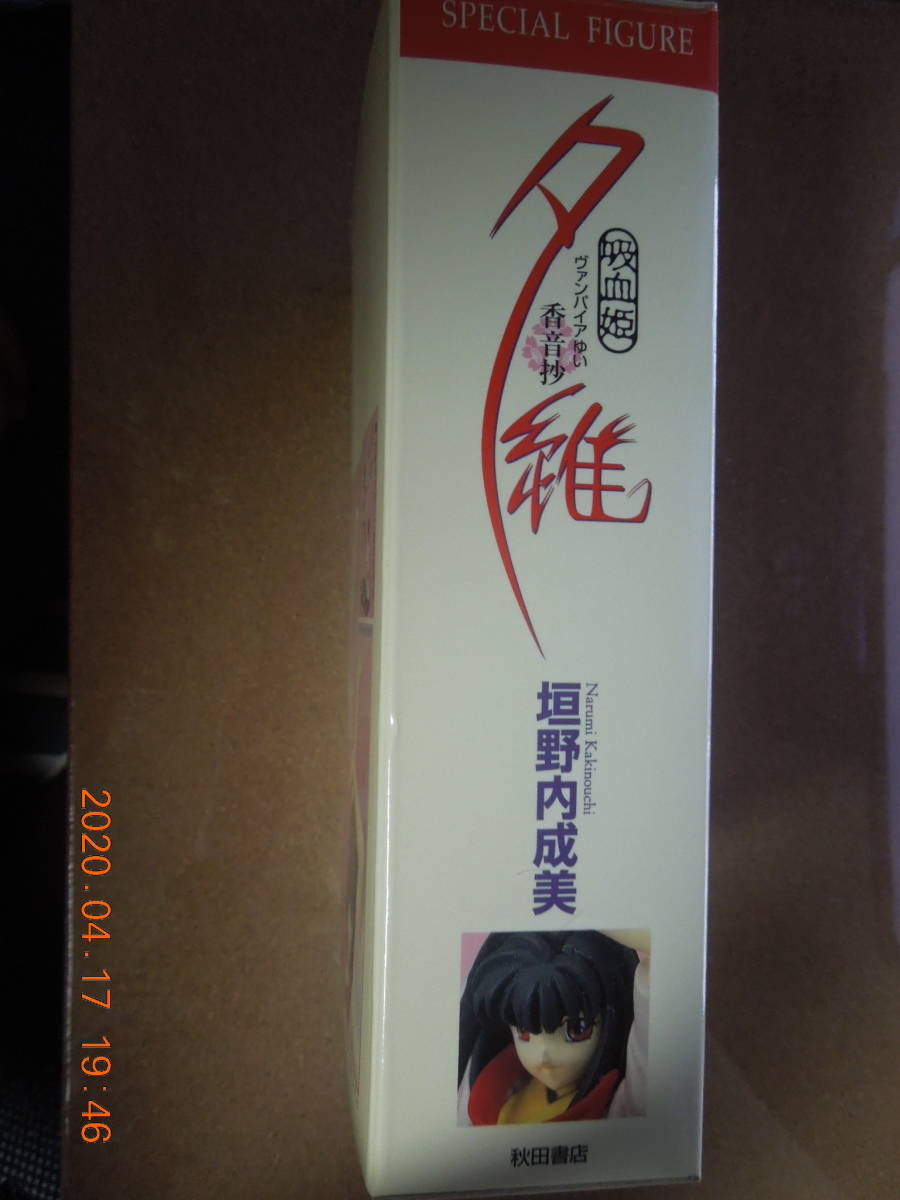 SPECIAL FIGURE
吸血姫
夕維
ヴァンパイアゆい
香音抄
Narumi Kakinouchi
垣野内成美
秋田書店
2020.04.17 19:46